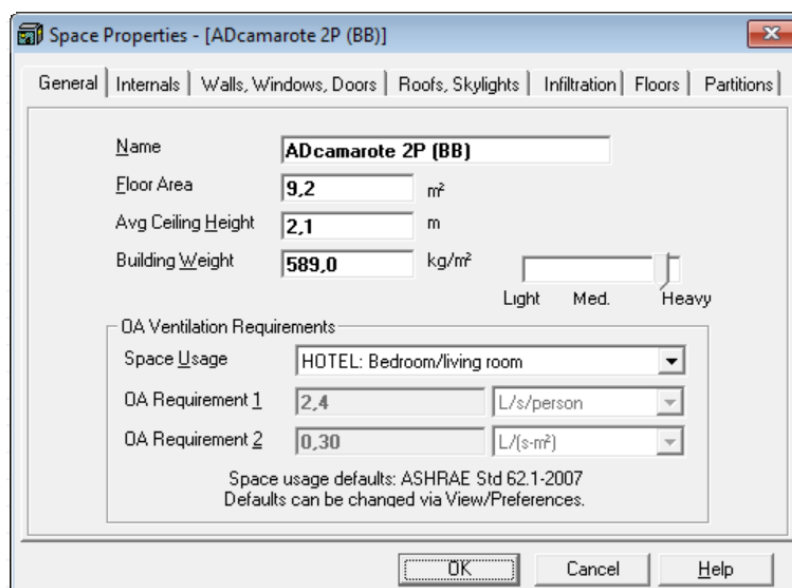 Space Properties - [ADcamarote 2P (BB)]
General Internals Walls, Windows, Doors Roofs, Skylights Infiltration Floors Partitions
Name ADcamarote 2P (BB)
Floor Area 9,2 m²
Avg Ceiling Height 2,1 m
Building Weight 589,0 kg/m²
Light Med. Heavy
OA Ventilation Requirements
Space Usage HOTEL: Bedroom/living room
OA Requirement 1 2,4 L/s/person
OA Requirement 2 0,30 L/(s-m²)
Space usage defaults: ASHRAE Std 62.1-2007
Defaults can be changed via View/Preferences.
OK Cancel Help